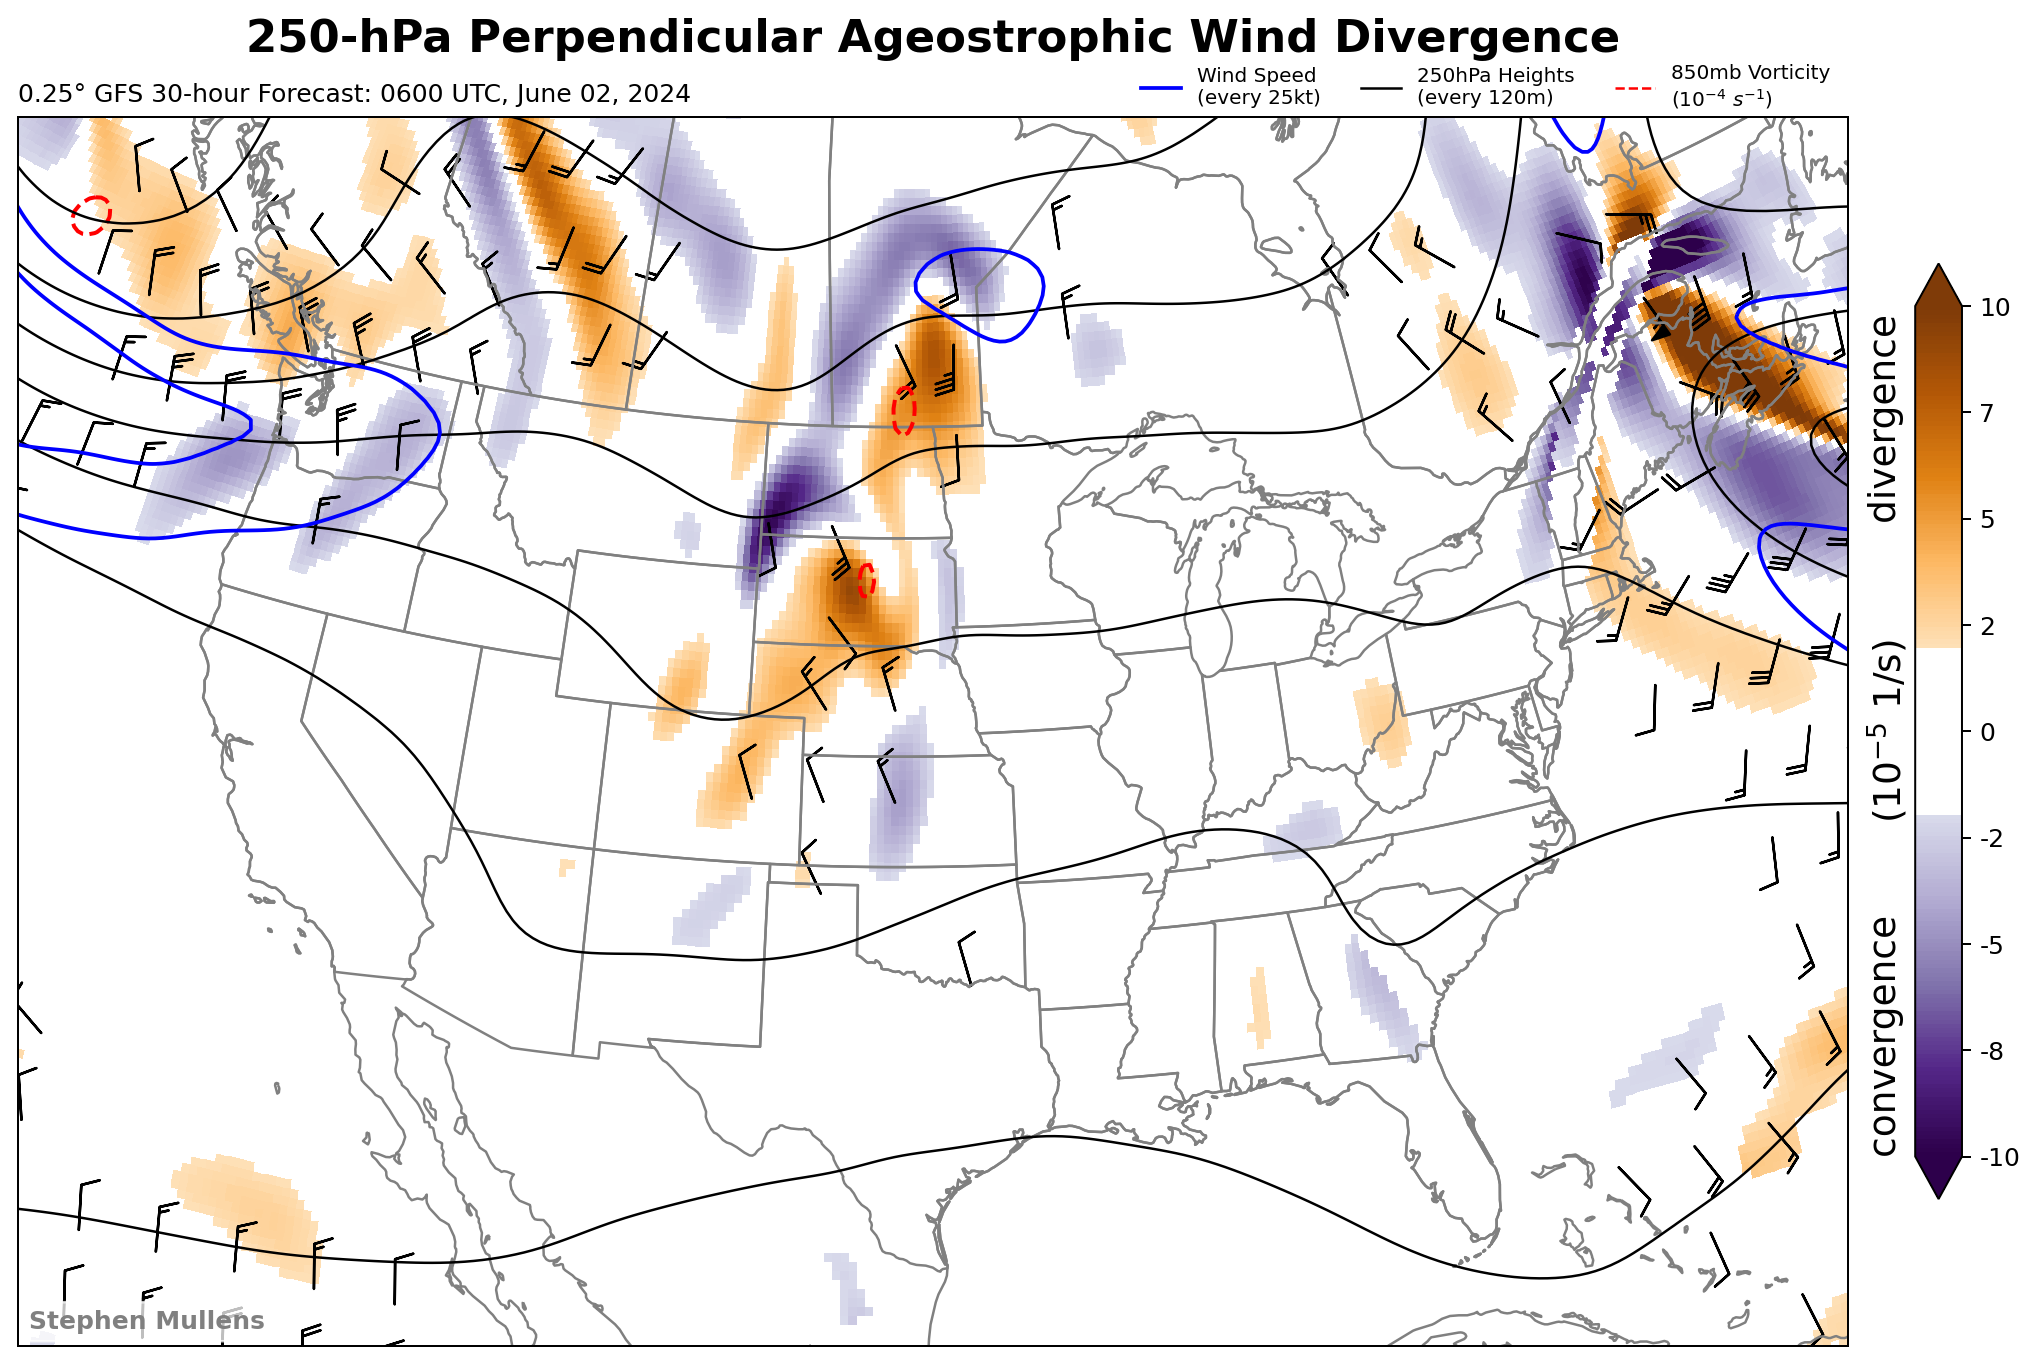 250-hPa Perpendicular Ageostrophic Wind Divergence
0.25° GFS 30-hour Forecast: 0600 UTC, June 02, 2024
Wind Speed
(every 25kt)
250hPa Heights
(every 120m)
850mb Vorticity
(10⁻⁴ s⁻¹)
10
7
5
2
0
-2
-5
-8
-10
convergence (10⁻⁵ 1/s) divergence
Stephen Mullens